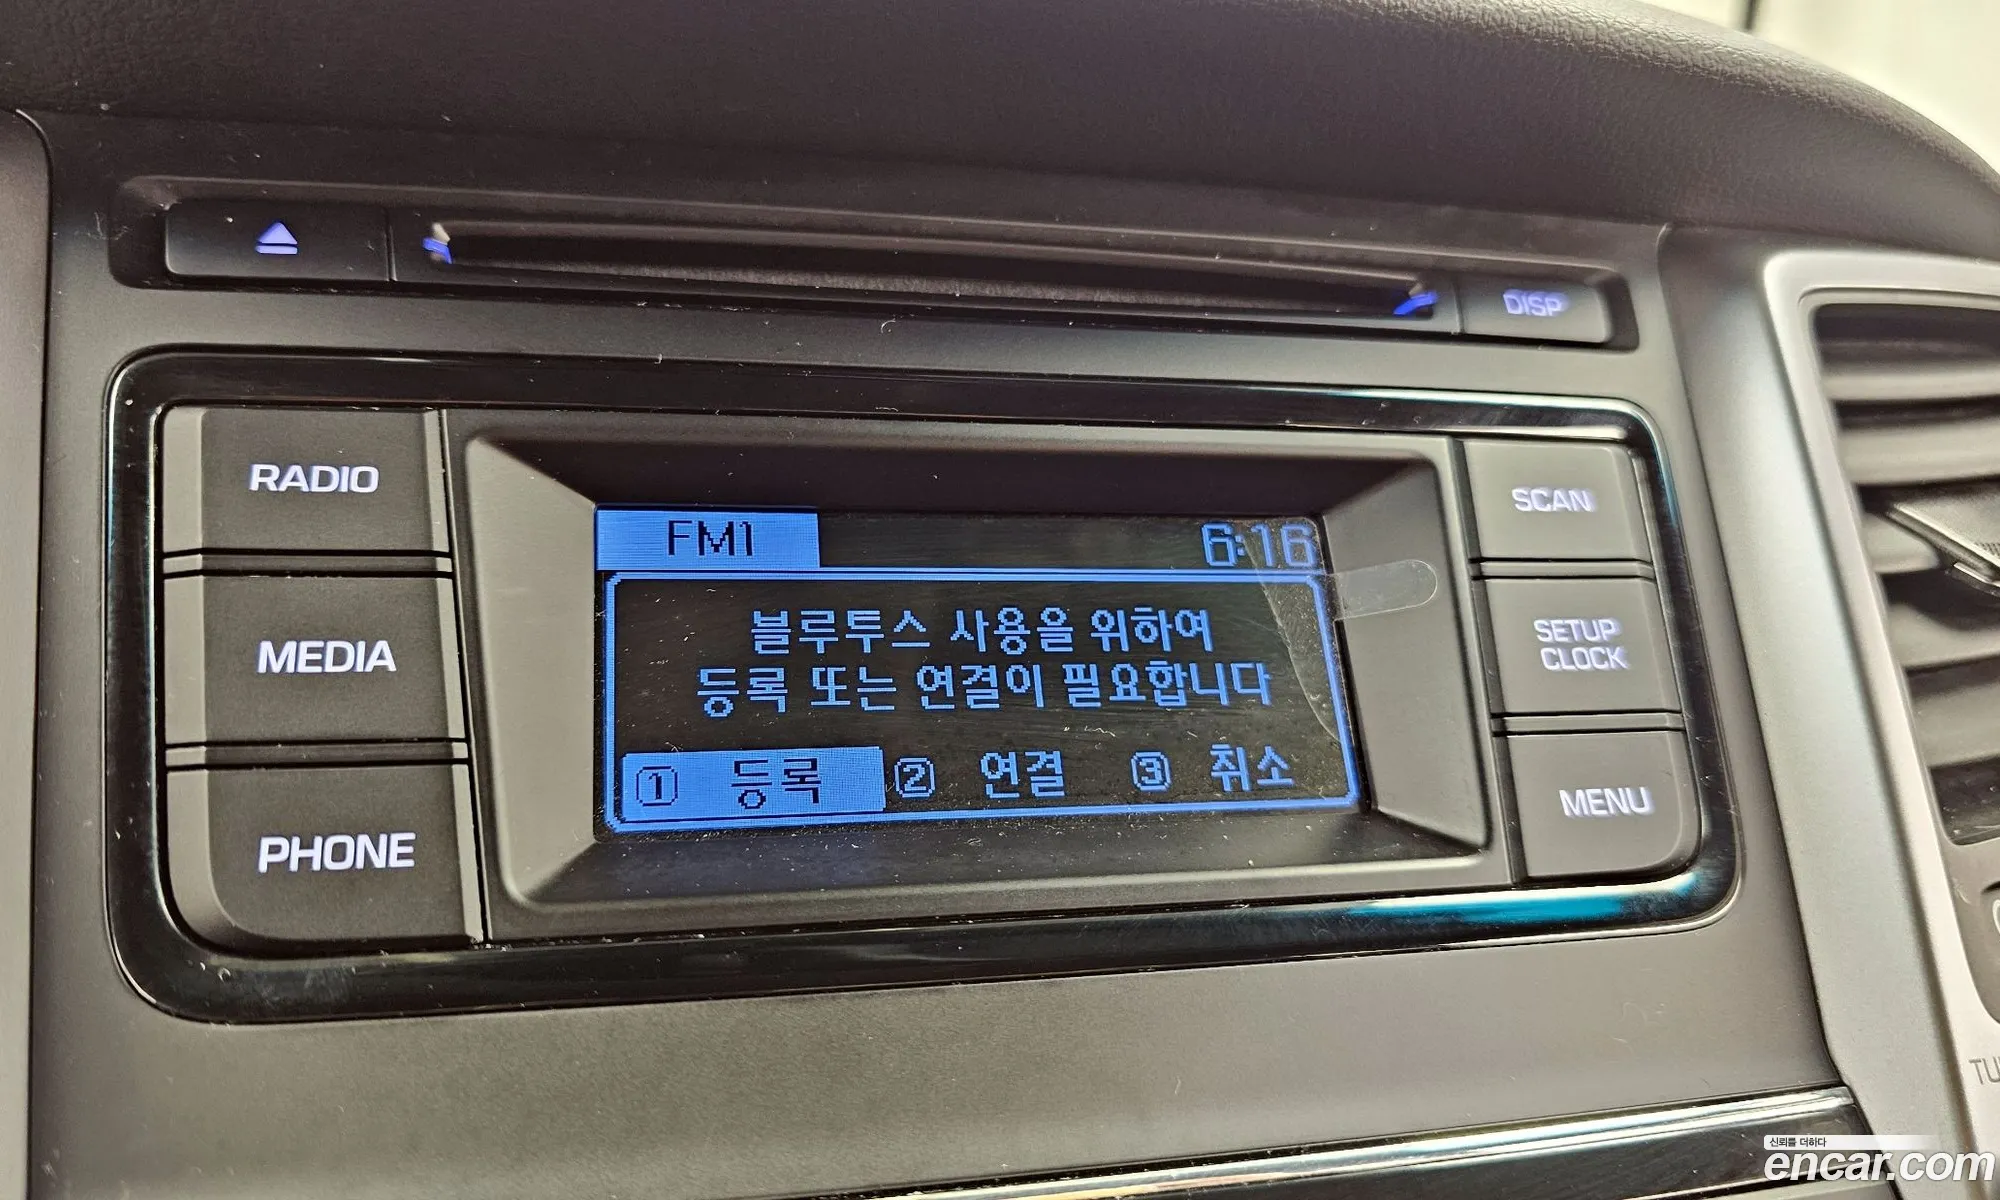 DISP
RADIO
MEDIA
PHONE
FM1 6:16
블루투스 사용을 위하여
등록 또는 연결이 필요합니다
① 등록 ② 연결 ③ 취소
SCAN
SETUP
CLOCK
MENU
신뢰를 더하다
encar.com